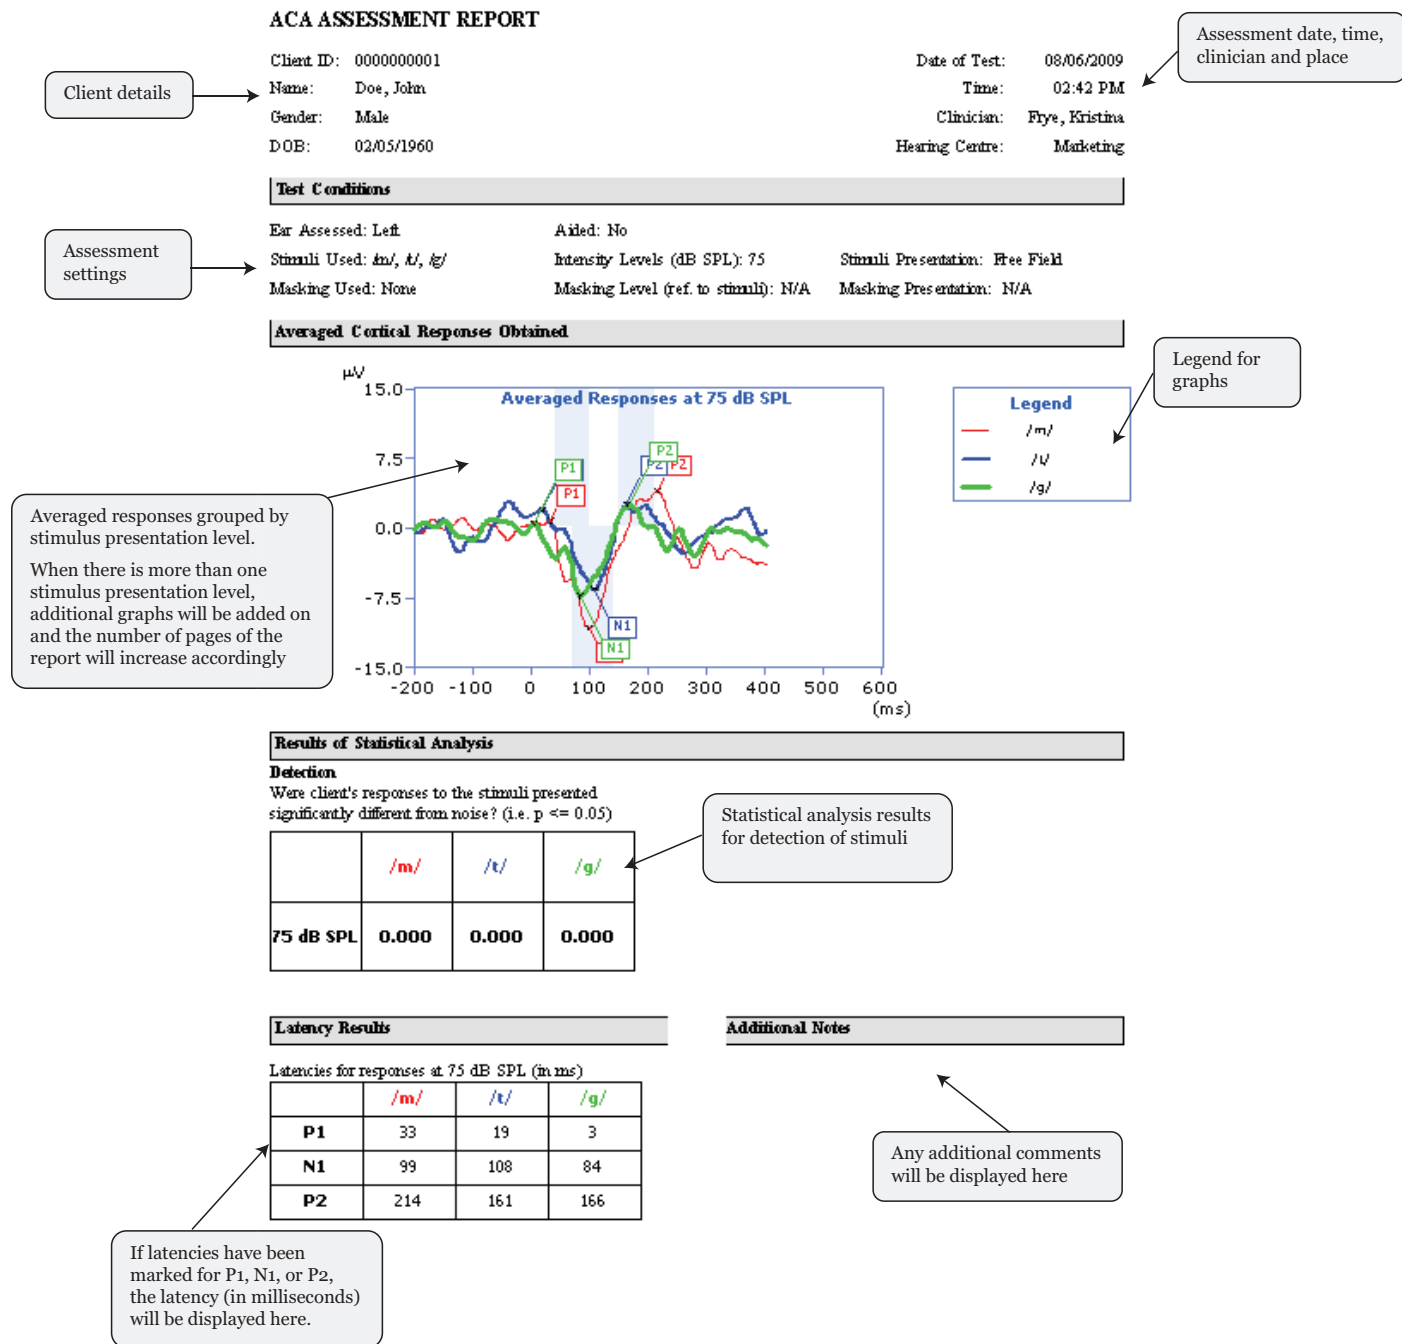 ACA ASSESSMENT REPORT
Client ID: 0000000001
Name: Doe, John
Gender: Male
DOB: 02/05/1960
Date of Test: 08/06/2009
Time: 02:42 PM
Clinician: Frye, Kristina
Hearing Centre: Marketing
Client details
Assessment date, time,
clinician and place
Test Conditions
Ear Assessed: Left Aided: No
Stimuli Used: /m/, /t/, /g/ Intensity Levels (dB SPL): 75 Stimuli Presentation: Free Field
Masking Used: None Masking Level (ref. to stimuli): N/A Masking Presentation: N/A
Assessment
settings
Averaged Cortical Responses Obtained
Legend for
graphs
μV
Averaged Responses at 75 dB SPL
15.0
7.5
0.0
-7.5
-15.0
-200 -100 0 100 200 300 400 500 600
(ms)
P1
P1
P2
P2
P2
N1
N1
Legend
/m/
/t/
/g/
Averaged responses grouped by
stimulus presentation level.
When there is more than one
stimulus presentation level,
additional graphs will be added on
and the number of pages of the
report will increase accordingly
Results of Statistical Analysis
Detection
Were client's responses to the stimuli presented
significantly different from noise? (i.e. p <= 0.05)
/m/ /t/ /g/
75 dB SPL 0.000 0.000 0.000
Statistical analysis results
for detection of stimuli
Latency Results
Latencies for responses at 75 dB SPL (in ms)
/m/ /t/ /g/
P1 33 19 3
N1 99 108 84
P2 214 161 166
Additional Notes
Any additional comments
will be displayed here
If latencies have been
marked for P1, N1, or P2,
the latency (in milliseconds)
will be displayed here.